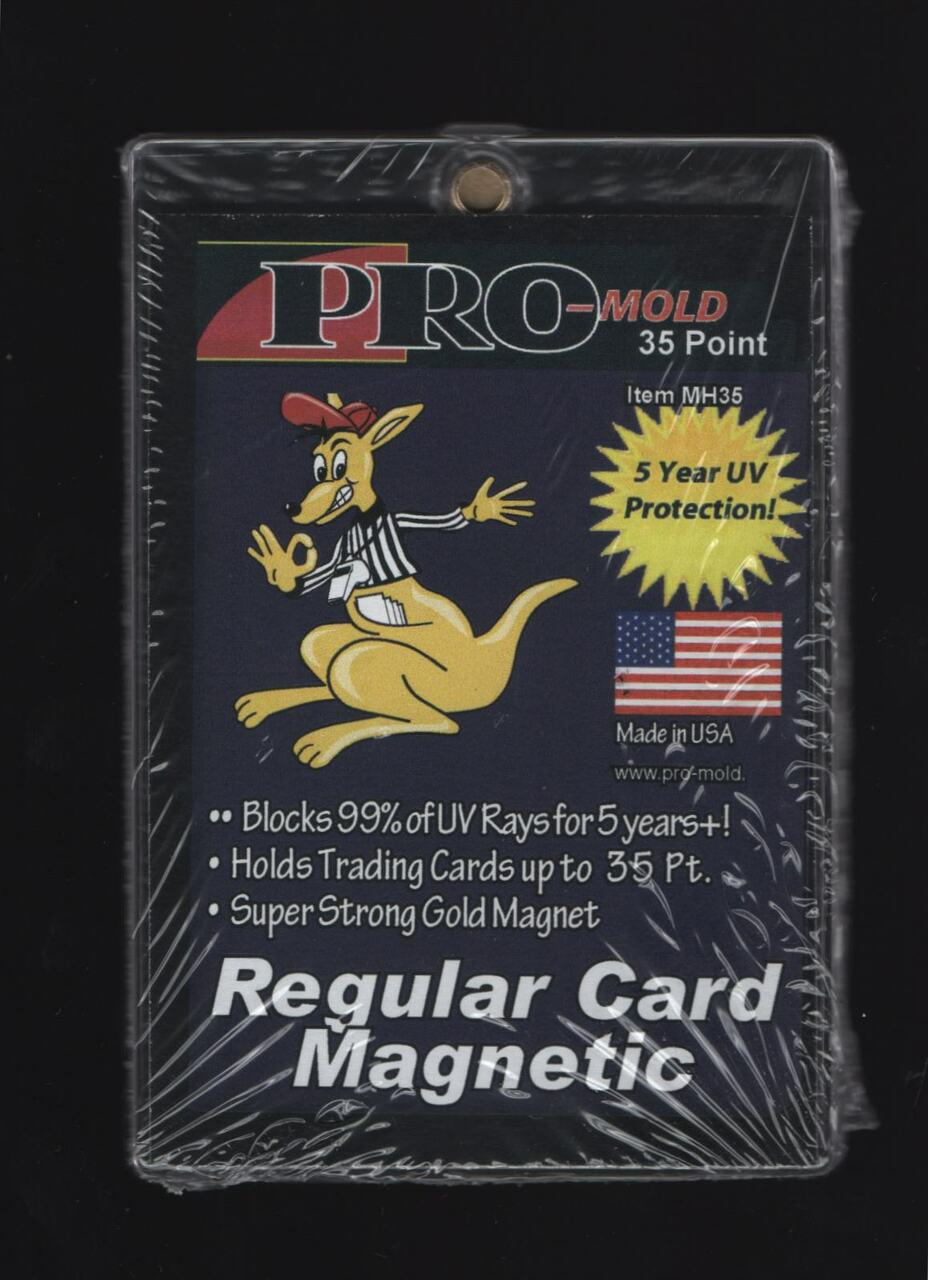 PRO-MOLD
35 Point
Item MH35
5 Year UV
Protection!
Made in USA
www.pro-mold.
•• Blocks 99% of UV Rays for 5 years+!
• Holds Trading Cards up to 35 Pt.
• Super Strong Gold Magnet
Regular Card
Magnetic